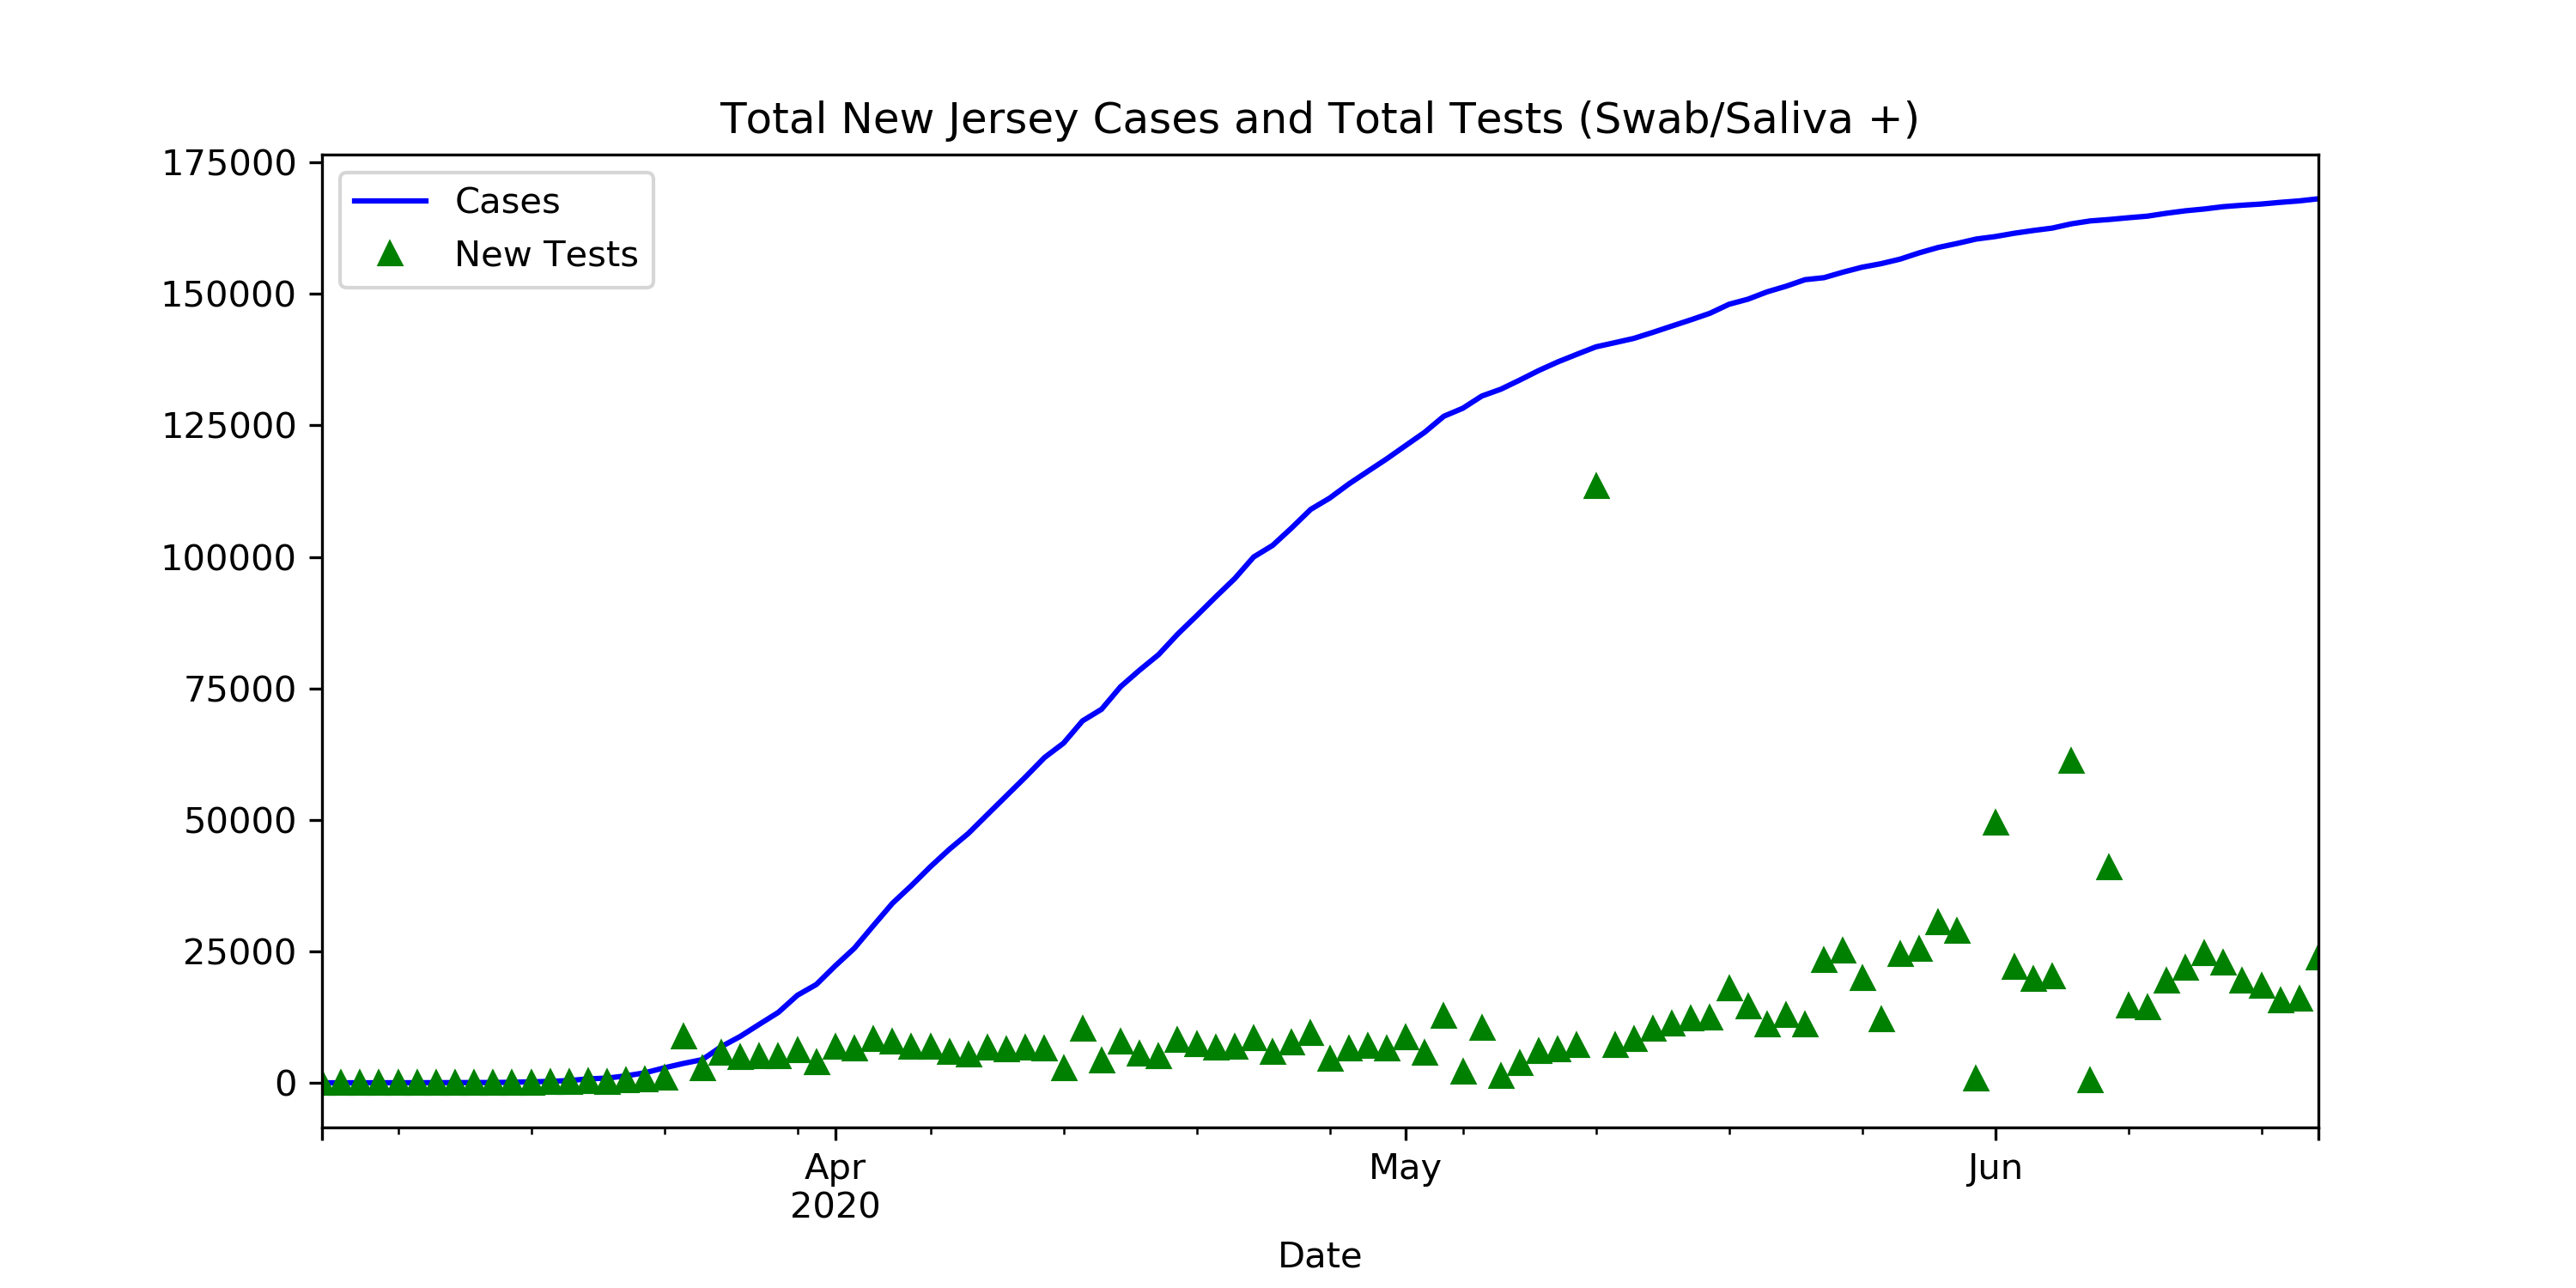 Total New Jersey Cases and Total Tests (Swab/Saliva +)
175000
150000
125000
100000
75000
50000
25000
0
Cases
New Tests
Apr
2020
May
Jun
Date